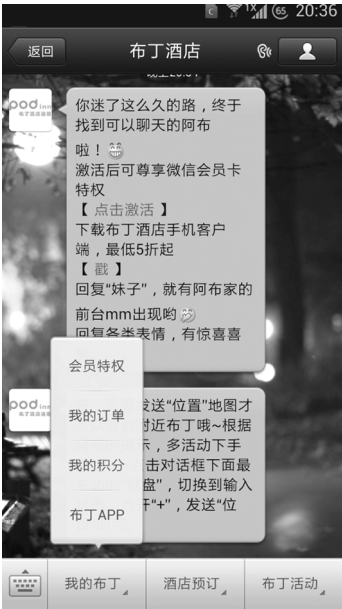 65 20:36
返回
布丁酒店
podinn
你迷了这么久的路，终于
找到可以聊天的阿布
啦！
激活后可尊享微信会员卡
特权
【 点击激活 】
下载布丁酒店手机客户
端，最低5折起
【 戳 】
回复“妹子”，就有阿布家的
前台mm出现哟
回复各类表情，有惊喜喜
podinn
发送“位置”地图才
附近布丁哦~根据
示，多活动下手
击对话框下面最
盘”，切换到输入
开“+”，发送“位
会员特权
我的订单
我的积分
布丁APP
我的布丁
酒店预订
布丁活动